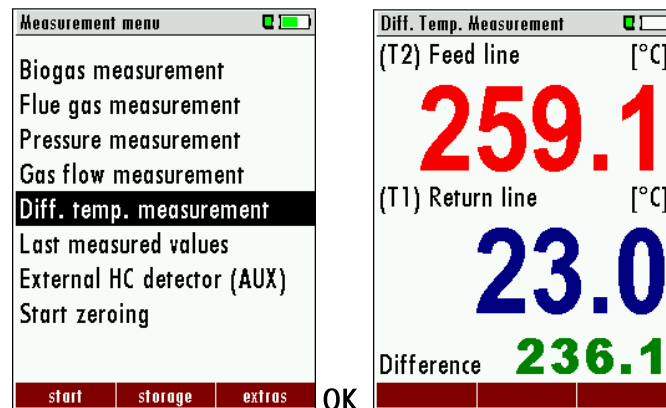 Measurement menu
Biogas measurement
Flue gas measurement
Pressure measurement
Gas flow measurement
Diff. temp. measurement
Last measured values
External HC detector (AUX)
Start zeroing
start storage extras
OK
Diff. Temp. Measurement
(T2) Feed line [°C]
259.1
(T1) Return line [°C]
23.0
Difference 236.1